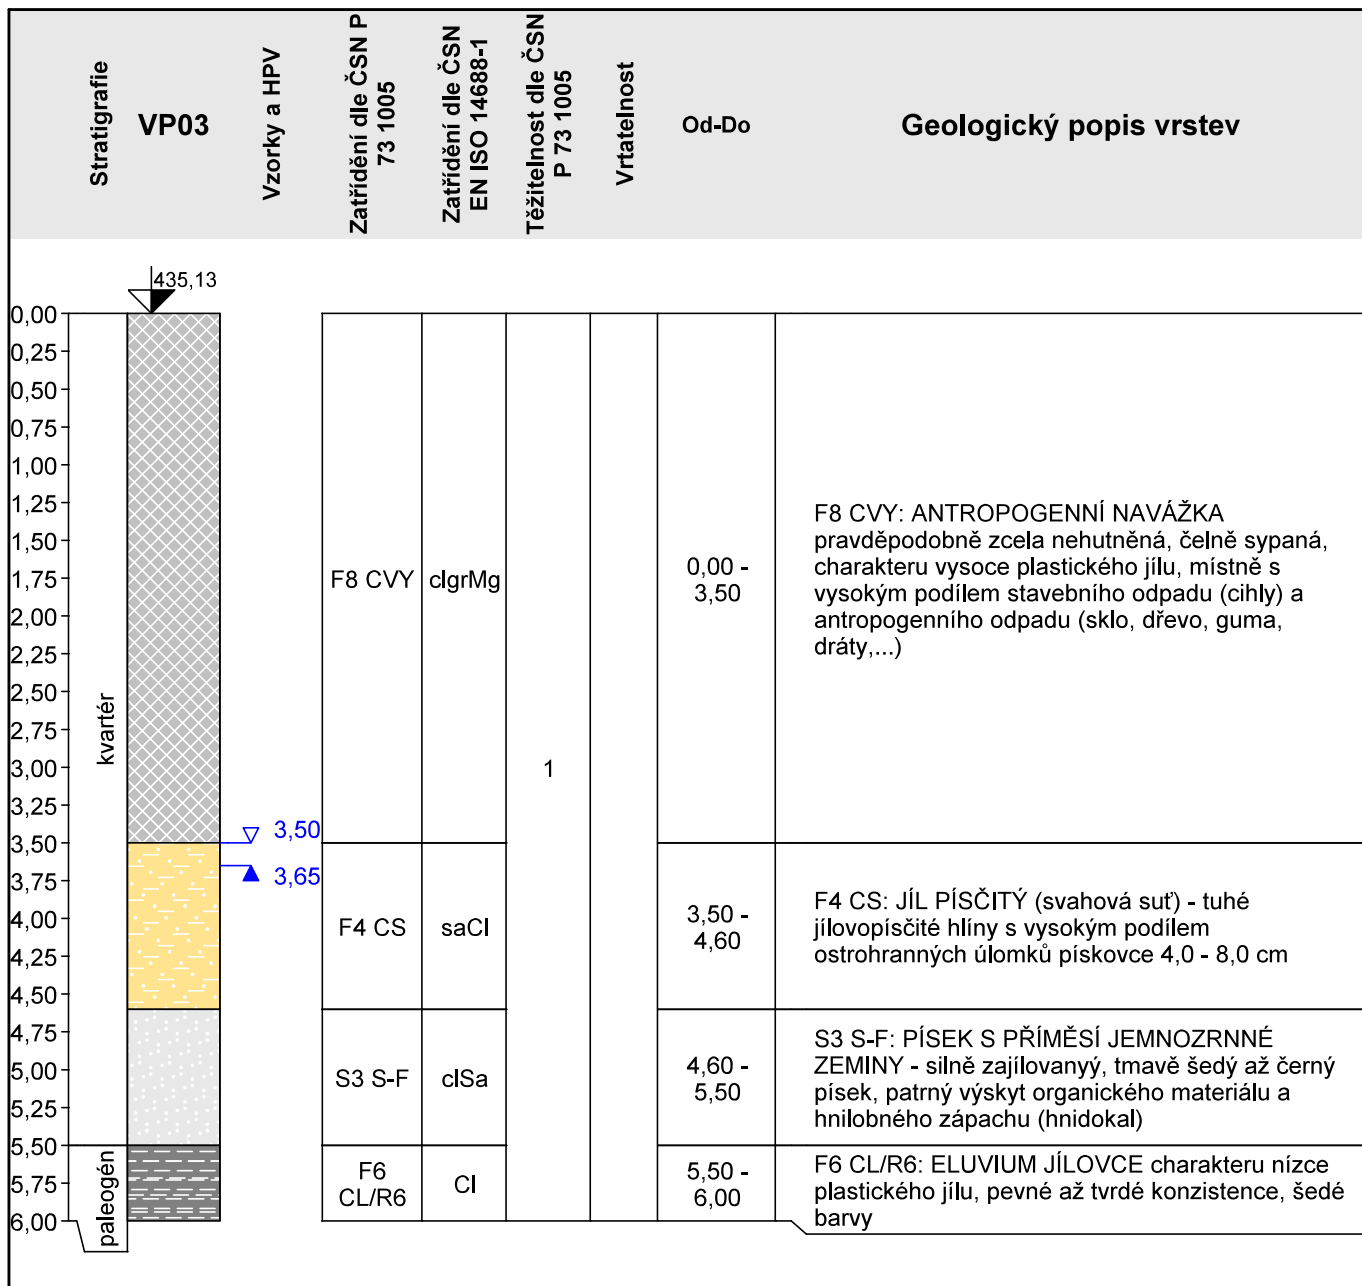 Stratigrafie
VP03
Vzorky a HPV
Zatřídění dle ČSN P
73 1005
Zatřídění dle ČSN
EN ISO 14688-1
Těžitelnost dle ČSN
P 73 1005
Vrtatelnost
Od-Do
Geologický popis vrstev
435,13
0,00
0,25
0,50
0,75
1,00
1,25
1,50
1,75
2,00
2,25
2,50
2,75
3,00
3,25
3,50
3,75
4,00
4,25
4,50
4,75
5,00
5,25
5,50
5,75
6,00
kvartér
paleogén
3,50
3,65
F8 CVY
clgrMg
1
0,00 -
3,50
F8 CVY: ANTROPOGENNÍ NAVÁŽKA
pravděpodobně zcela nehutněná, čelně sypaná,
charakteru vysoce plastického jílu, místně s
vysokým podílem stavebního odpadu (cihly) a
antropogenního odpadu (sklo, dřevo, guma,
dráty,...)
F4 CS
saCl
3,50 -
4,60
F4 CS: JÍL PÍSČITÝ (svahová suť) - tuhé
jílovopísčité hlíny s vysokým podílem
ostrohranných úlomků pískovce 4,0 - 8,0 cm
S3 S-F
clSa
4,60 -
5,50
S3 S-F: PÍSEK S PŘÍMĚSÍ JEMNOZRNNÉ
ZEMINY - silně zajílovanyý, tmavě šedý až černý
písek, patrný výskyt organického materiálu a
hnilobného zápachu (hnidokal)
F6
CL/R6
Cl
5,50 -
6,00
F6 CL/R6: ELUVIUM JÍLOVCE charakteru nízce
plastického jílu, pevné až tvrdé konzistence, šedé
barvy